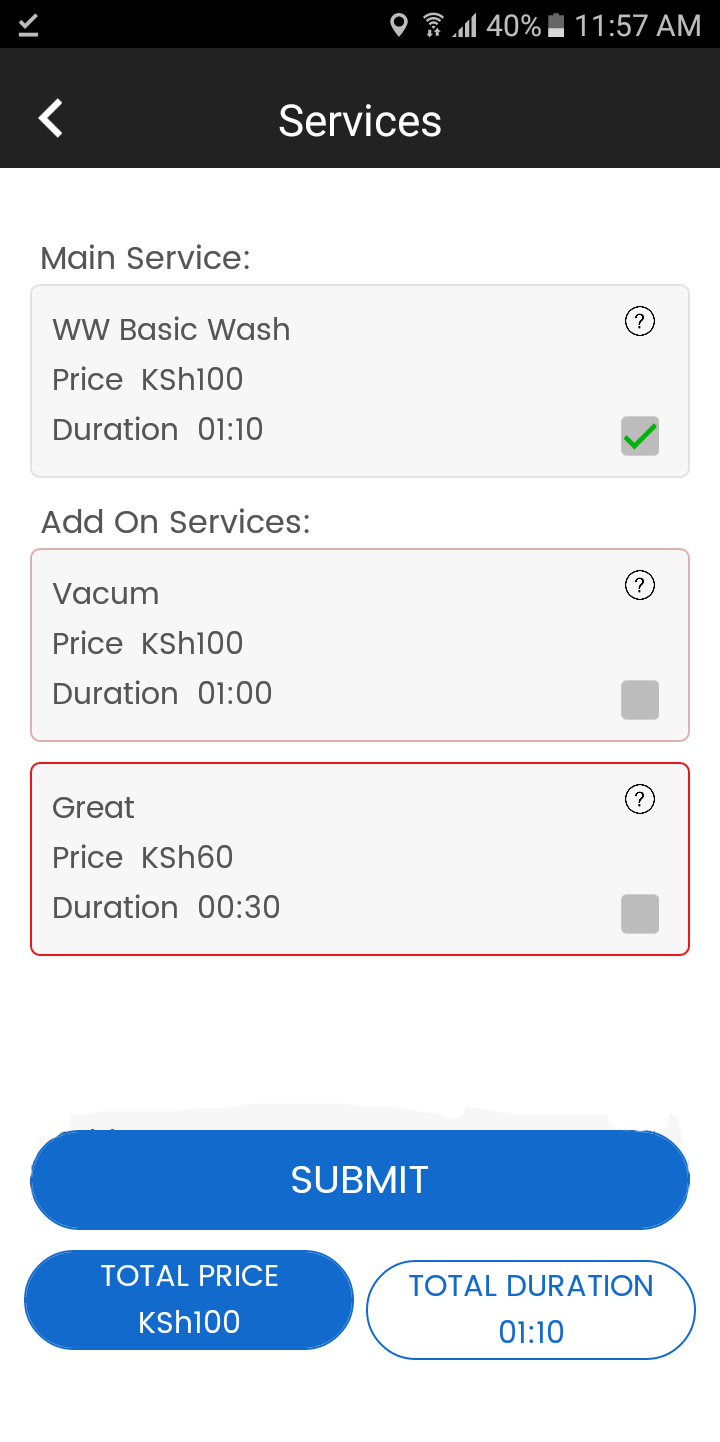 40% 11:57 AM
Services
Main Service:
WW Basic Wash
?
Price KSh100
Duration 01:10
Add On Services:
Vacum
?
Price KSh100
Duration 01:00
Great
?
Price KSh60
Duration 00:30
SUBMIT
TOTAL PRICE
KSh100
TOTAL DURATION
01:10